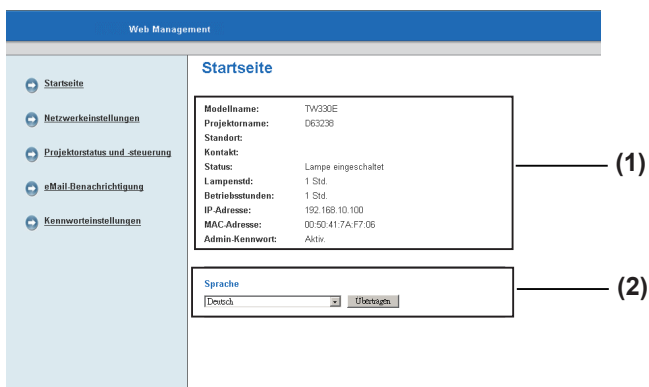 Web Management
Startseite
Netzwerkeinstellungen
Projektorstatus und -steuerung
eMail-Benachrichtigung
Kennworteinstellungen
Startseite
Modellname: TW330E
Projektorname: D63238
Standort:
Kontakt:
Status: Lampe eingeschaltet
Lampenstd: 1 Std.
Betriebsstunden: 1 Std.
IP-Adresse: 192.168.10.100
MAC-Adresse: 00:50:41:7A:F7:06
Admin-Kennwort: Aktiv.
(1)
Sprache
Deutsch Übertragen
(2)